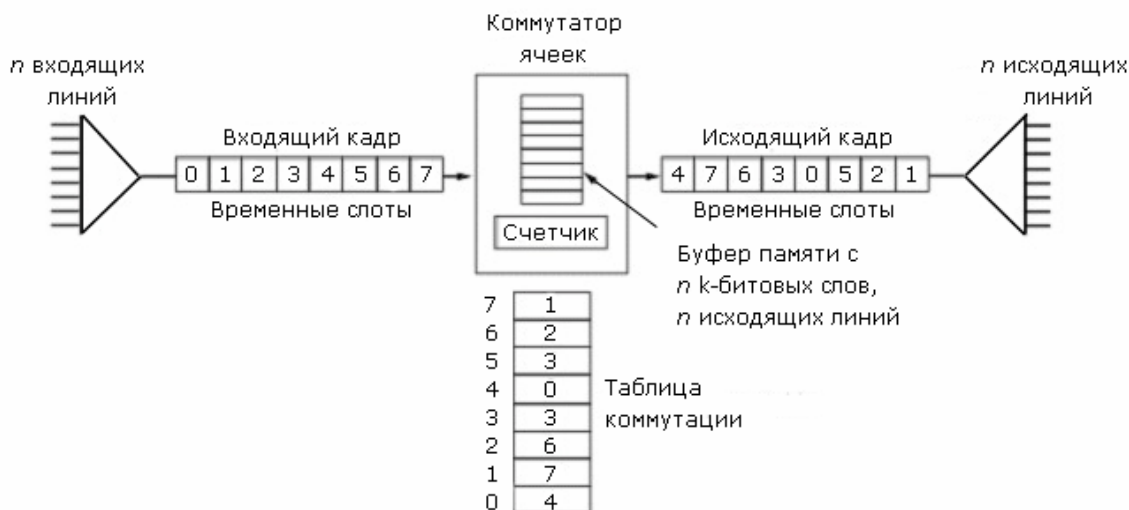 Коммутатор
ячеек
n входящих
линий
n исходящих
линий
Входящий кадр
0 1 2 3 4 5 6 7
Временные слоты
Счетчик
Исходящий кадр
4 7 6 3 0 5 2 1
Временные слоты
Буфер памяти с
n k-битовых слов,
n исходящих линий
7 1
6 2
5 3
4 0
3 3
2 6
1 7
0 4
Таблица
коммутации